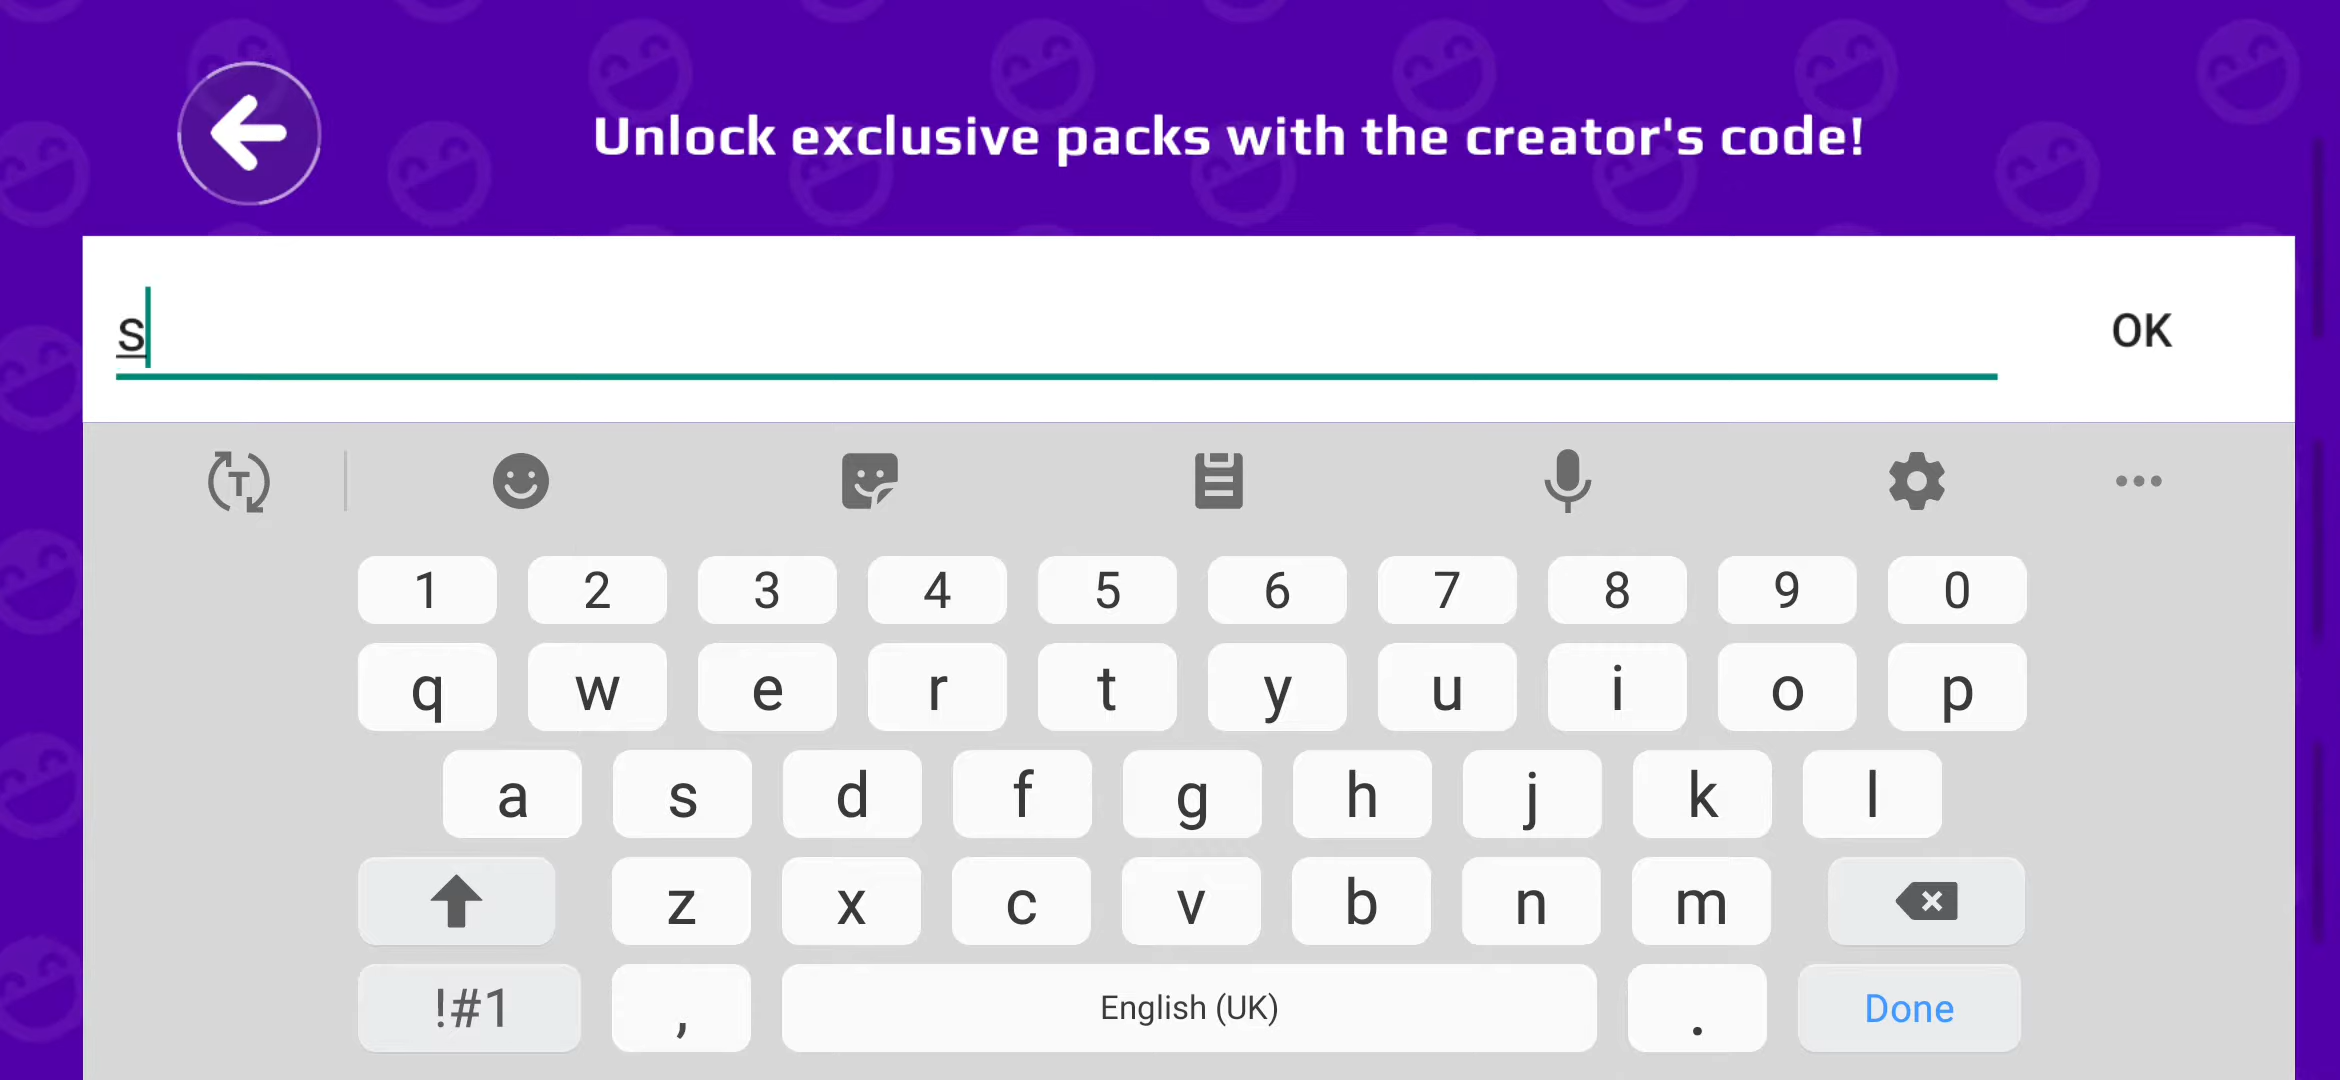 Unlock exclusive packs with the creator's code!
s
OK
T
1 2 3 4 5 6 7 8 9 0
q w e r t y u i o p
a s d f g h j k l
z x c v b n m
!#1 , English (UK) . Done